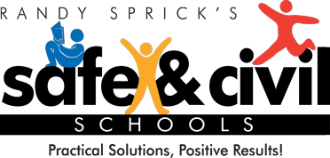 RANDY SPRICK'S
safe & civil
SCHOOLS
Practical Solutions, Positive Results!